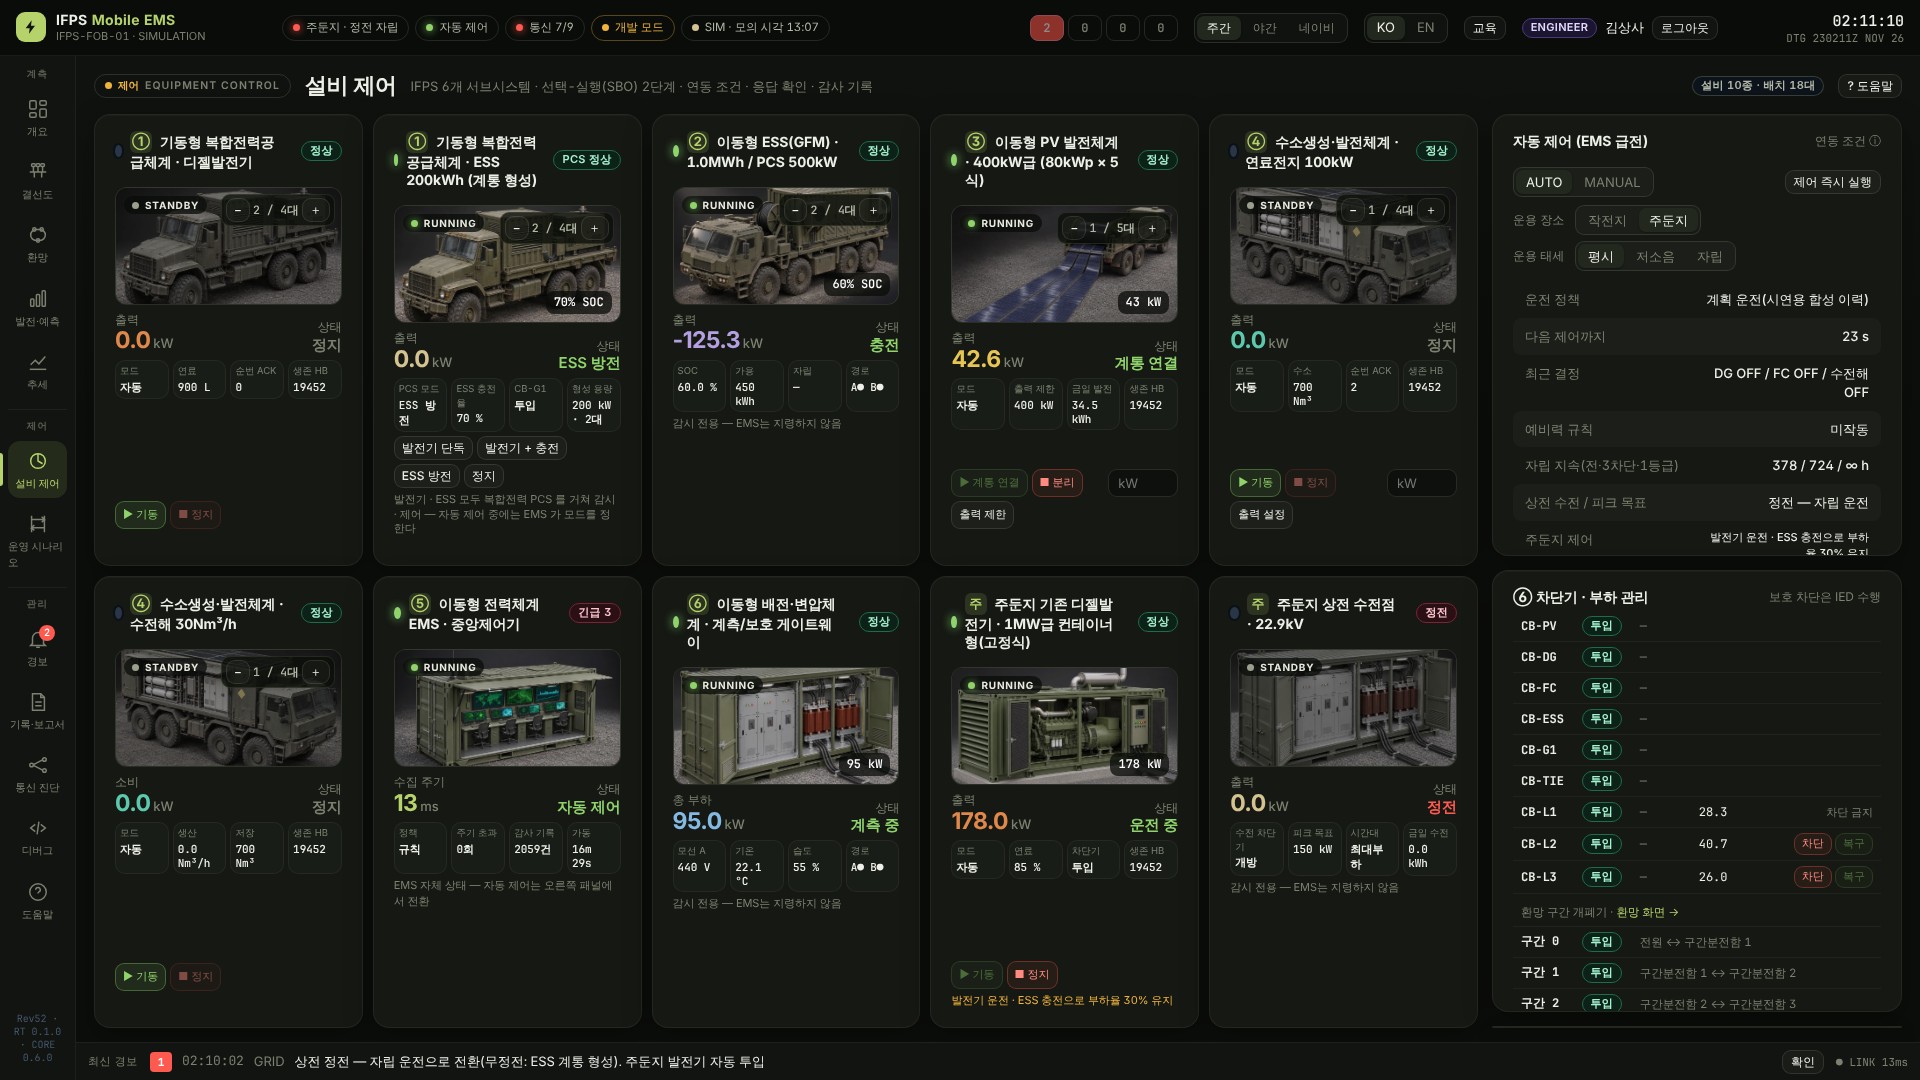 IFPS Mobile EMS
IFPS-FOB-01 · SIMULATION
주둔지 · 정전 자립
자동 제어
통신 7/9
개발 모드
SIM · 모의 시각 13:07
2 0 0 0
주간 야간 네이비
KO EN
교육
ENGINEER 김상사 로그아웃
02:11:10
DTG 230211Z NOV 26
계측
개요
결선도
환망
발전·예측
추세
제어
설비 제어
운영 시나리오
관리
2
경보
기록·보고서
통신 진단
디버그
도움말
Rev52 ·
RT 0.1.0
· CORE
0.6.0
제어 EQUIPMENT CONTROL
설비 제어
IFPS 6개 서브시스템 · 선택-실행(SBO) 2단계 · 연동 조건 · 응답 확인 · 감사 기록
설비 10종 · 배치 18대
? 도움말
① 기동형 복합전력공
급체계 · 디젤발전기
정상
STANDBY
− 2 / 4대 +
출력
0.0 kW
상태
정지
모드 자동
연료 900 L
순번 ACK 0
생존 HB 19452
▶ 기동 ■ 정지
① 기동형 복합전력
공급체계 · ESS
200kWh (계통 형성)
PCS 정상
RUNNING
− 2 / 4대 +
70% SOC
출력
0.0 kW
상태
ESS 방전
PCS 모드 ESS 방전
ESS 충전율 70 %
CB-G1 투입
형성 용량 200 kW · 2대
발전기 단독 발전기 + 충전
ESS 방전 정지
발전기 · ESS 모두 복합전력 PCS 를 거쳐 감시
· 제어 — 자동 제어 중에는 EMS 가 모드를 정
한다
② 이동형 ESS(GFM) ·
1.0MWh / PCS 500kW
정상
RUNNING
− 2 / 4대 +
60% SOC
출력
-125.3 kW
상태
충전
SOC 60.0 %
가용 450 kWh
자립 —
경로 A● B●
감시 전용 — EMS는 지령하지 않음
③ 이동형 PV 발전체계
· 400kW급 (80kWp × 5
식)
정상
RUNNING
− 1 / 5대 +
43 kW
출력
42.6 kW
상태
계통 연결
모드 자동
출력 제한 400 kW
금일 발전 34.5 kWh
생존 HB 19452
▶ 계통 연결 ■ 분리 kW
출력 제한
④ 수소생성·발전체계 ·
연료전지 100kW
정상
STANDBY
− 1 / 4대 +
출력
0.0 kW
상태
정지
모드 자동
수소 700 Nm³
순번 ACK 2
생존 HB 19452
▶ 기동 ■ 정지 kW
출력 설정
④ 수소생성·발전체계 ·
수전해 30Nm³/h
정상
STANDBY
− 1 / 4대 +
소비
0.0 kW
상태
정지
모드 자동
생산 0.0 Nm³/h
저장 700 Nm³
생존 HB 19452
▶ 기동 ■ 정지
⑤ 이동형 전력체계
EMS · 중앙제어기
긴급 3
RUNNING
수집 주기
13 ms
상태
자동 제어
정책 규칙
주기 초과 0회
감사 기록 2059건
가동 16m 29s
EMS 자체 상태 — 자동 제어는 오른쪽 패널에
서 전환
⑥ 이동형 배전·변압체
계 · 계측/보호 게이트웨
이
정상
RUNNING
95 kW
총 부하
95.0 kW
상태
계측 중
모선 A 440 V
기온 22.1 °C
습도 55 %
경로 A● B●
감시 전용 — EMS는 지령하지 않음
주 주둔지 기존 디젤발
전기 · 1MW급 컨테이너
형(고정식)
정상
RUNNING
178 kW
출력
178.0 kW
상태
운전 중
모드 자동
연료 85 %
차단기 투입
생존 HB 19452
▶ 기동 ■ 정지
발전기 운전 · ESS 충전으로 부하율 30% 유지
주 주둔지 상전 수전점
· 22.9kV
정전
STANDBY
출력
0.0 kW
상태
정전
수전 차단기 개방
피크 목표 150 kW
시간대 최대부하
금일 수전 0.0 kWh
감시 전용 — EMS는 지령하지 않음
자동 제어 (EMS 급전)
연동 조건 ⓘ
AUTO MANUAL
제어 즉시 실행
운용 장소 작전지 주둔지
운용 태세 평시 저소음 자립
운전 정책 계획 운전(시연용 합성 이력)
다음 제어까지 23 s
최근 결정 DG OFF / FC OFF / 수전해
OFF
예비력 규칙 미작동
자립 지속(전·3차단·1등급) 378 / 724 / ∞ h
상전 수전 / 피크 목표 정전 — 자립 운전
주둔지 제어 발전기 운전 · ESS 충전으로 부하
율 30% 유지
⑥ 차단기 · 부하 관리
보호 차단은 IED 수행
CB-PV 투입 —
CB-DG 투입 —
CB-FC 투입 —
CB-ESS 투입 —
CB-G1 투입 —
CB-TIE 투입 —
CB-L1 투입 — 28.3 차단 금지
CB-L2 투입 — 40.7 차단 복구
CB-L3 투입 — 26.0 차단 복구
환망 구간 개폐기 · 환망 화면 →
구간 0 투입 전원 ↔ 구간분전함 1
구간 1 투입 구간분전함 1 ↔ 구간분전함 2
구간 2 투입 구간분전함 2 ↔ 구간분전함 3
최신 경보 1 02:10:02 GRID 상전 정전 — 자립 운전으로 전환(무정전: ESS 계통 형성). 주둔지 발전기 자동 투입
확인
LINK 13ms